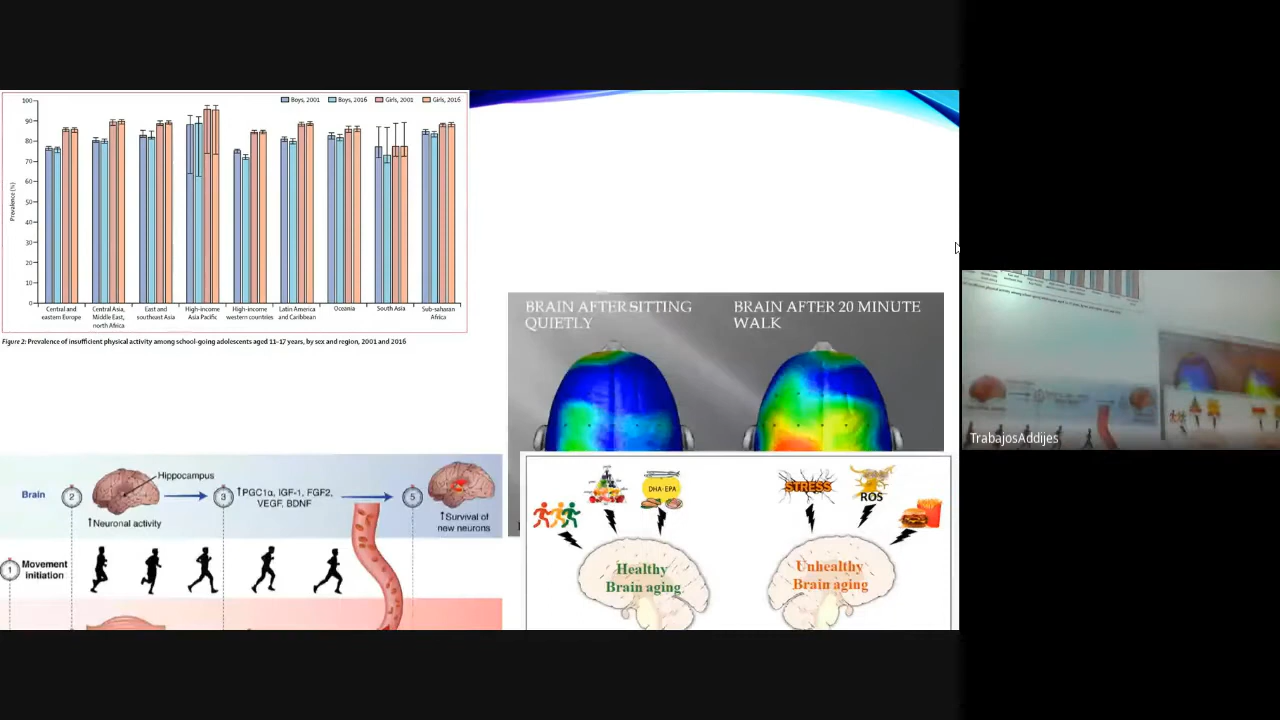 Boys, 2001 Boys, 2016 Girls, 2001 Girls, 2016
100
90
80
70
60
50
40
30
20
10
0
Prevalence (%)
Central and
eastern Europe
Central Asia,
Middle East,
north Africa
East and
southeast Asia
High-income
Asia Pacific
High-income
western countries
Latin America
and Caribbean
Oceania
South Asia
Sub-saharan
Africa
Figure 2: Prevalence of insufficient physical activity among school-going adolescents aged 11–17 years, by sex and region, 2001 and 2016
BRAIN AFTER SITTING
QUIETLY
BRAIN AFTER 20 MINUTE
WALK
Brain
2
Hippocampus
↑Neuronal activity
3
↑PGC1α, IGF-1, FGF2,
VEGF, BDNF
5
↑Survival of
new neurons
1
Movement
initiation
DHA-EPA
STRESS
ROS
Healthy
Brain aging
Unhealthy
Brain aging
TrabajosAddijes